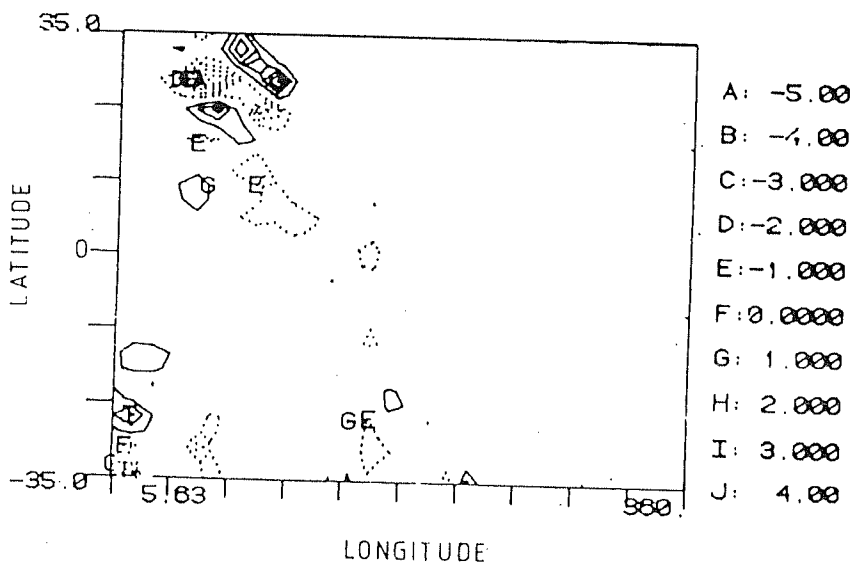 35.0
0
-35.0
LATITUDE
5.63
360.
LONGITUDE
G
E
G
E
G E
F
A: -5.00
B: -4.00
C: -3.000
D: -2.000
E: -1.000
F: 0.0000
G: 1.000
H: 2.000
I: 3.000
J: 4.00